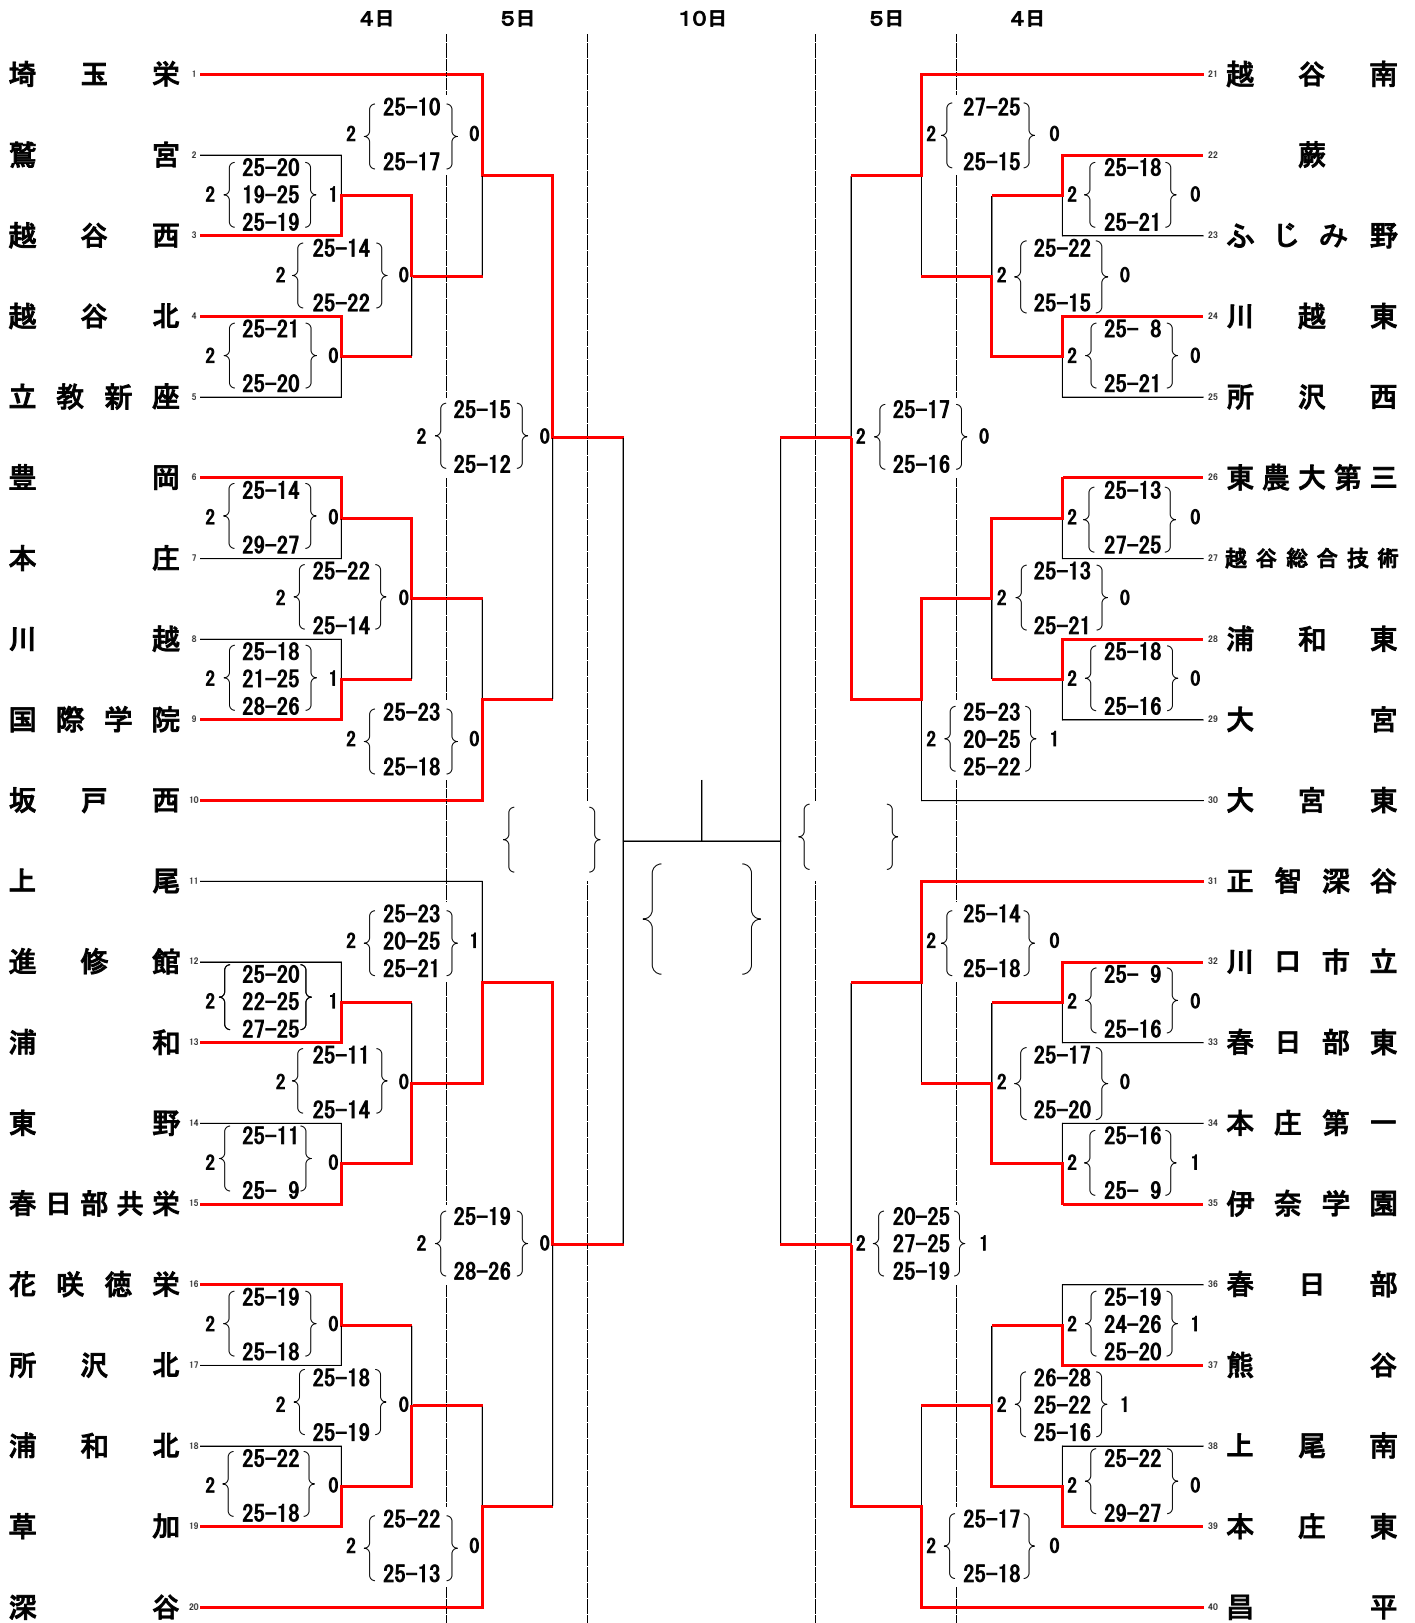 4日 5日 10日 5日 4日
埼玉栄 1
25-10
2 0
25-17
鷲宮 2
25-20
2 19-25 1
25-19
越谷西 3
25-14
2 0
25-22
越谷北 4
25-21
2 0
25-20
立教新座 5
25-15
2 0
25-12
豊岡 6
25-14
2 0
29-27
本庄 7
25-22
2 0
25-14
川越 8
25-18
2 21-25 1
28-26
国際学院 9
25-23
2 0
25-18
坂戸西 10
上尾 11
25-23
2 20-25 1
25-21
進修館 12
25-20
2 22-25 1
27-25
浦和 13
25-11
2 0
25-14
東野 14
25-11
2 0
25- 9
春日部共栄 15
25-19
2 0
28-26
花咲徳栄 16
25-19
2 0
25-18
所沢北 17
25-18
2 0
25-19
浦和北 18
25-22
2 0
25-18
草加 19
25-22
2 0
25-13
深谷 20
21 越谷南
27-25
2 0
25-15
22 蕨
25-18
2 0
25-21
23 ふじみ野
25-22
2 0
25-15
24 川越東
25- 8
2 0
25-21
25 所沢西
25-17
2 0
25-16
26 東農大第三
25-13
2 0
27-25
27 越谷総合技術
25-13
2 0
25-21
28 浦和東
25-18
2 0
25-16
29 大宮
25-23
2 20-25 1
25-22
30 大宮東
31 正智深谷
25-14
2 0
25-18
32 川口市立
25- 9
2 0
25-16
33 春日部東
25-17
2 0
25-20
34 本庄第一
25-16
2 1
25- 9
35 伊奈学園
20-25
2 27-25 1
25-19
36 春日部
25-19
2 24-26 1
25-20
37 熊谷
26-28
2 25-22 1
25-16
38 上尾南
25-22
2 0
29-27
39 本庄東
25-17
2 0
25-18
40 昌平